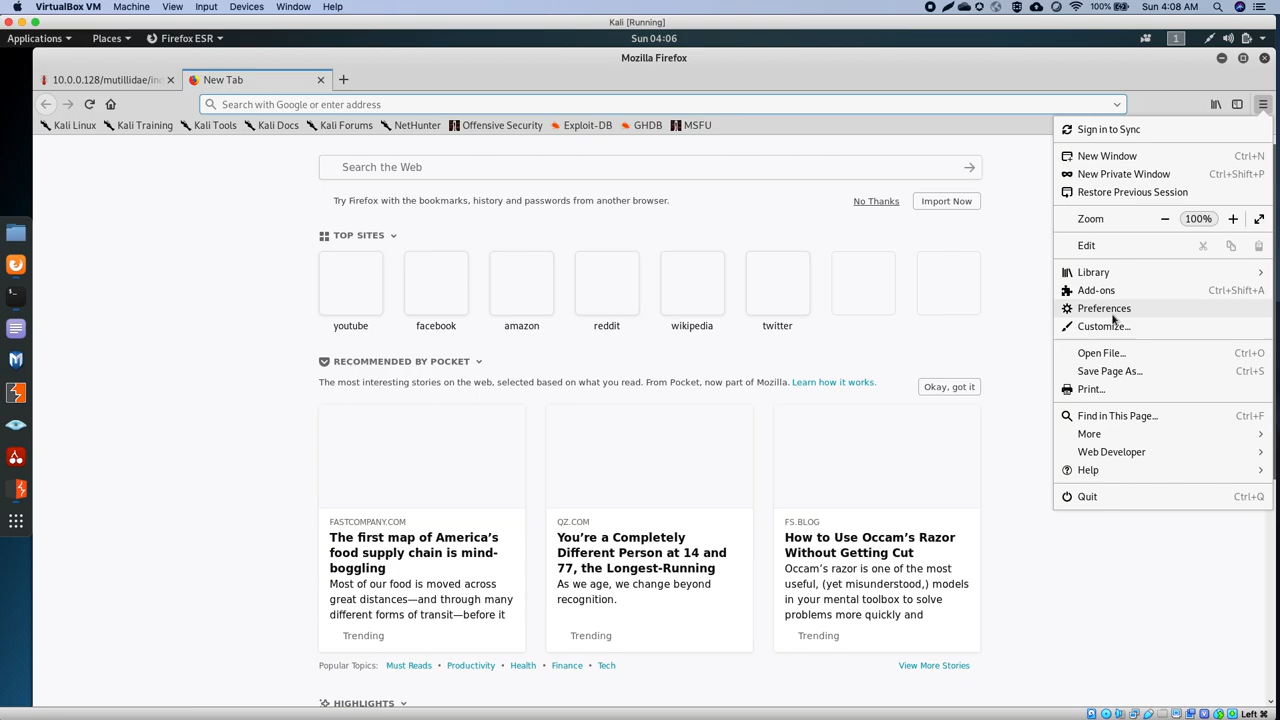 VirtualBox VM Machine View Input Devices Window Help 100% Sun 4:08 AM
Kali [Running]
Applications Places Firefox ESR Sun 04:06 1
Mozilla Firefox
10.0.0.128/mutillidae/ind New Tab
Search with Google or enter address
Kali Linux Kali Training Kali Tools Kali Docs Kali Forums NetHunter Offensive Security Exploit-DB GHDB MSFU
Search the Web
Try Firefox with the bookmarks, history and passwords from another browser. No Thanks Import Now
TOP SITES
youtube facebook amazon reddit wikipedia twitter
RECOMMENDED BY POCKET
The most interesting stories on the web, selected based on what you read. From Pocket, now part of Mozilla. Learn how it works. Okay, got it
FASTCOMPANY.COM
The first map of America’s
food supply chain is mind-
boggling
Most of our food is moved across
great distances—and through many
different forms of transit—before it
Trending
QZ.COM
You’re a Completely
Different Person at 14 and
77, the Longest-Running
As we age, we change beyond
recognition.
Trending
FS.BLOG
How to Use Occam’s Razor
Without Getting Cut
Occam’s razor is one of the most
useful, (yet misunderstood,) models
in your mental toolbox to solve
problems more quickly and
Trending
Popular Topics: Must Reads • Productivity • Health • Finance • Tech View More Stories
HIGHLIGHTS
Sign in to Sync
New Window Ctrl+N
New Private Window Ctrl+Shift+P
Restore Previous Session
Zoom 100%
Edit
Library
Add-ons Ctrl+Shift+A
Preferences
Customize...
Open File... Ctrl+O
Save Page As... Ctrl+S
Print...
Find in This Page... Ctrl+F
More
Web Developer
Help
Quit Ctrl+Q
Left ⌘